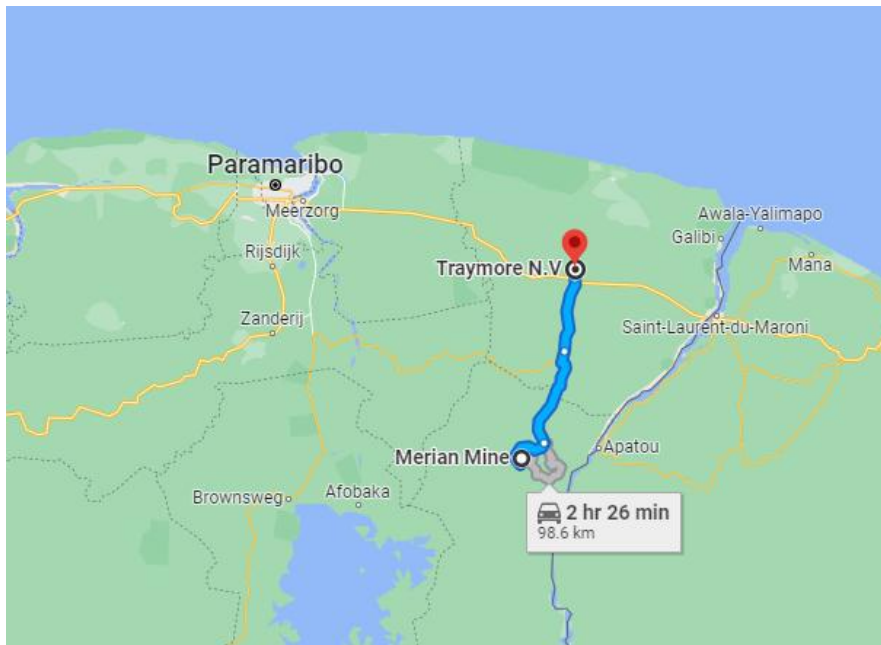 Paramaribo
Meerzorg
Awala-Yalimapo
Galibi
Rijsdijk
Traymore N.V
Mana
Zanderij
Saint-Laurent-du-Maroni
Apatou
Merian Mine
Brownsweg
Afobaka
2 hr 26 min
98.6 km